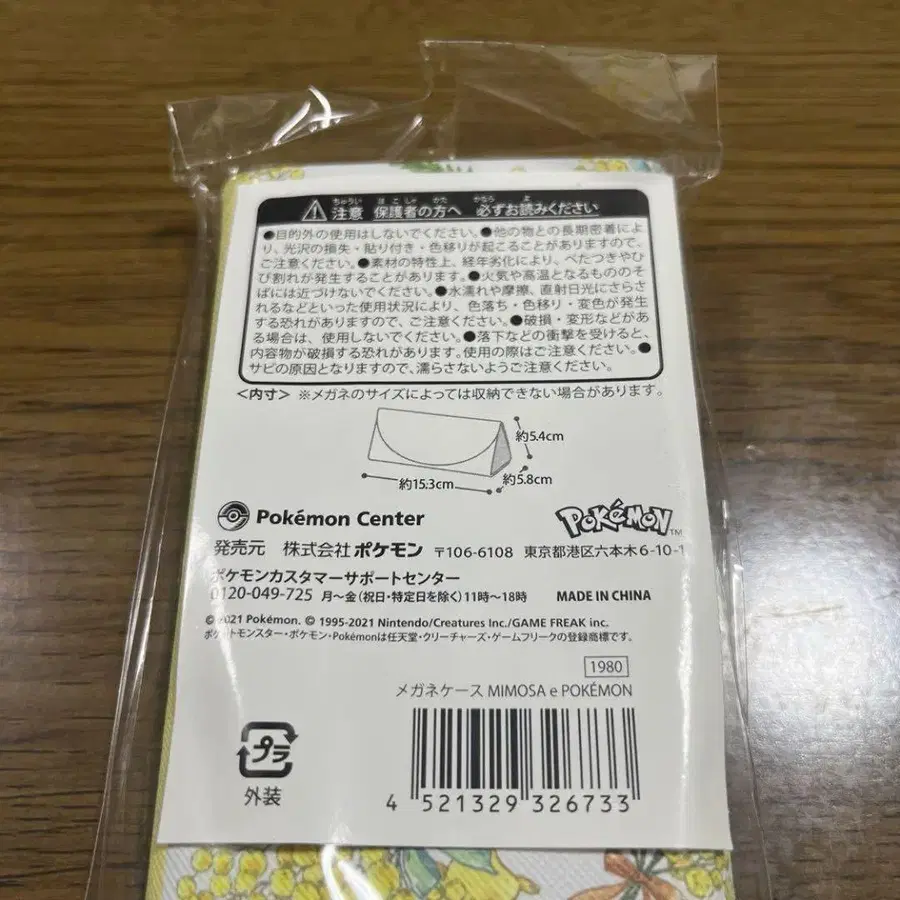 注意 保護者の方へ 必ずお読みください
●目的外の使用はしないでください。●他の物との長期密着によ
り、光沢の損失・貼り付き・色移りが起こることがありますので、
ご注意ください。●素材の特性上、経年劣化により、べたつきやひ
び割れが発生することがあります。●火気や高温となるもののそ
ばには近づけないでください。●水濡れや摩擦、直射日光にさらさ
れるなどといった使用状況により、色落ち・色移り・変色が発生
する恐れがありますので、ご注意ください。●破損・変形などがあ
る場合は、使用しないでください。●落下などの衝撃を受けると、
内容物が破損する恐れがあります。使用の際はご注意ください。●
サビの原因となりますので、濡らさないようご注意ください。
<内寸> ※メガネのサイズによっては収納できない場合があります。
約5.4cm
約5.8cm
約15.3cm
Pokémon Center
POKéMON TM
発売元 株式会社ポケモン 〒106-6108 東京都港区六本木6-10-1
ポケモンカスタマーサポートセンター
0120-049-725 月〜金(祝日・特定日を除く)11時〜18時 MADE IN CHINA
©2021 Pokémon. © 1995-2021 Nintendo/Creatures Inc./GAME FREAK inc.
ポケットモンスター・ポケモン・Pokémonは任天堂・クリーチャーズ・ゲームフリークの登録商標です。
1980
メガネケース MIMOSA e POKÉMON
プラ
外装
4 521329 326733